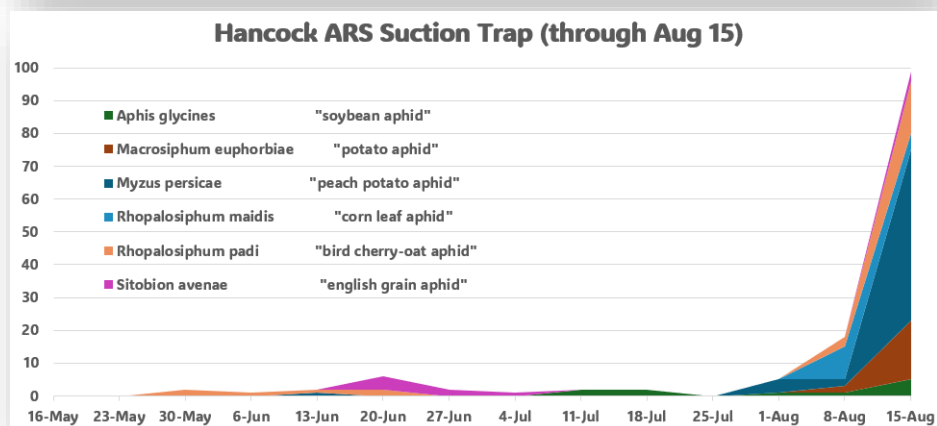 Hancock ARS Suction Trap (through Aug 15)
100
90
80
70
60
50
40
30
20
10
0
Aphis glycines "soybean aphid"
Macrosiphum euphorbiae "potato aphid"
Myzus persicae "peach potato aphid"
Rhopalosiphum maidis "corn leaf aphid"
Rhopalosiphum padi "bird cherry-oat aphid"
Sitobion avenae "english grain aphid"
16-May 23-May 30-May 6-Jun 13-Jun 20-Jun 27-Jun 4-Jul 11-Jul 18-Jul 25-Jul 1-Aug 8-Aug 15-Aug